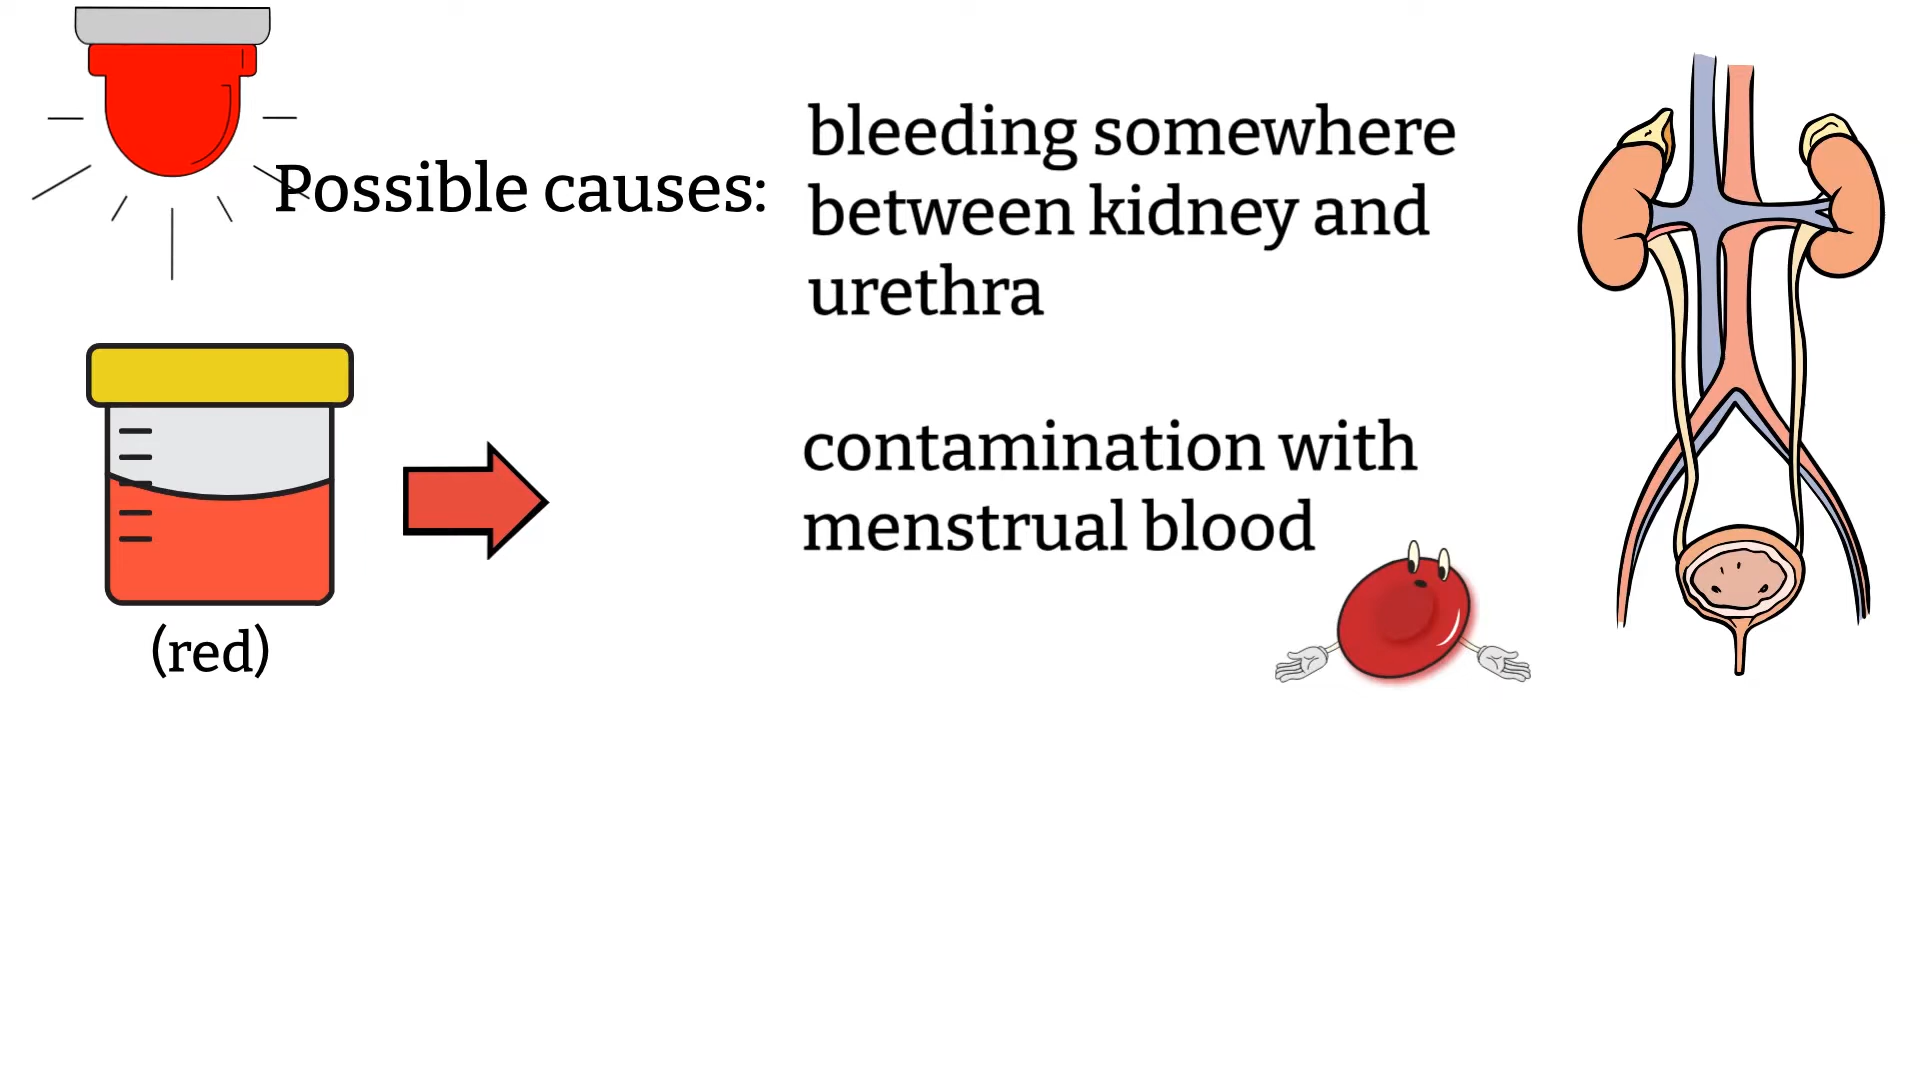 Possible causes:
bleeding somewhere
between kidney and
urethra
contamination with
menstrual blood
(red)